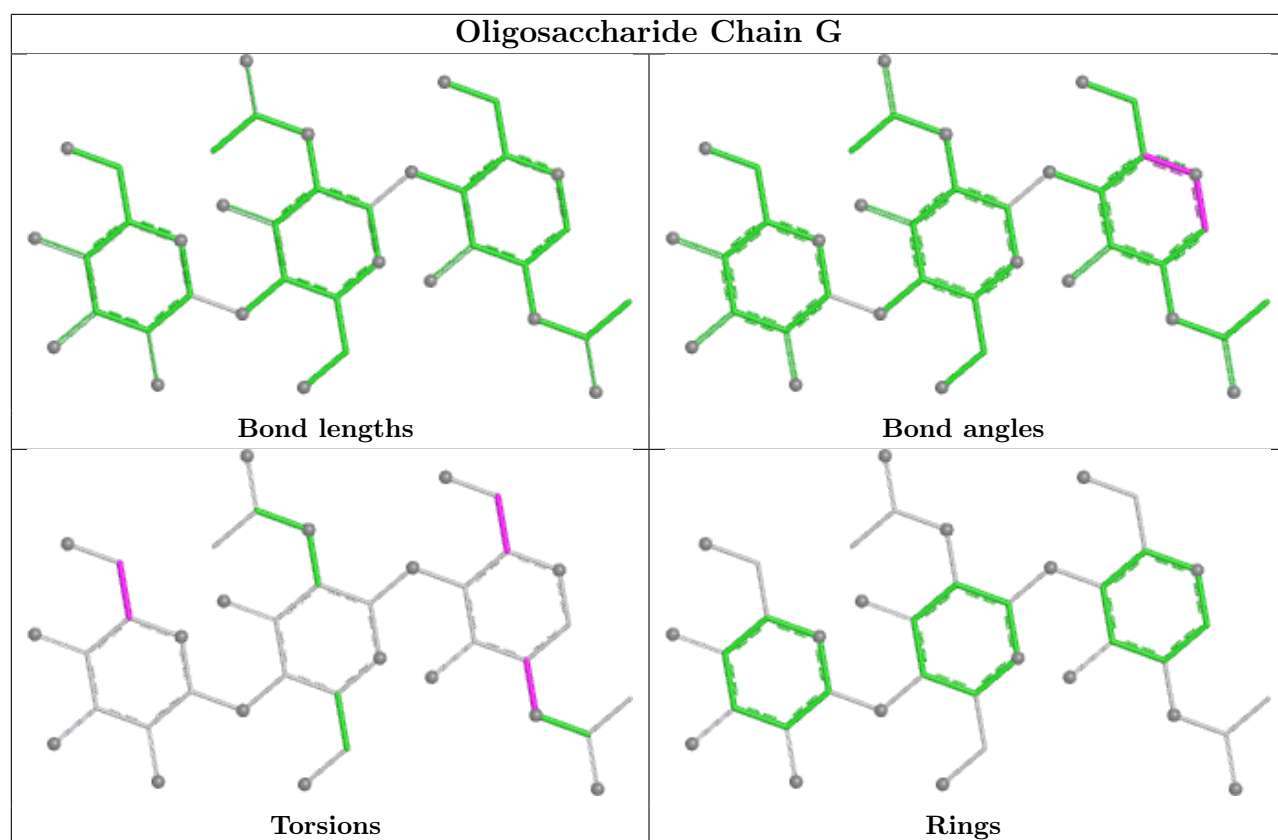 Oligosaccharide Chain G
Bond lengths
Bond angles
Torsions
Rings